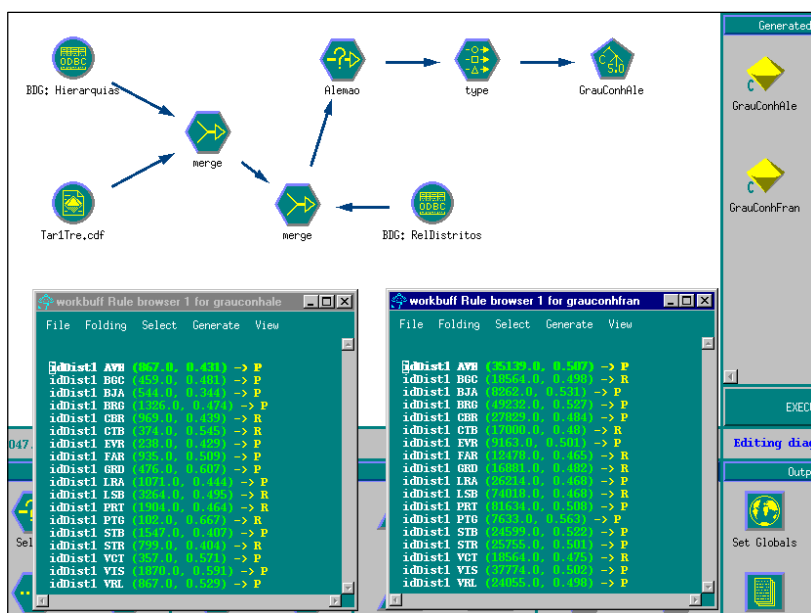 Generated
ODBC
BDG: Hierarquias
Alemao
type
C 5.0
GrauConhAle
C
GrauConhAle
merge
Tar1Tre.cdf
merge
ODBC
BDG: RelDistritos
C
GrauConhFran
workbuff Rule browser 1 for grauconhale
File Folding Select Generate View
idDist1 AVH (867.0, 0.431) -> P
idDist1 BGC (459.0, 0.481) -> P
idDist1 BJA (544.0, 0.344) -> P
idDist1 BRG (1326.0, 0.474) -> P
idDist1 CBR (969.0, 0.439) -> R
idDist1 CTB (374.0, 0.545) -> R
idDist1 EVR (238.0, 0.429) -> P
idDist1 FAR (935.0, 0.509) -> P
idDist1 GRD (476.0, 0.607) -> P
idDist1 LRA (1071.0, 0.444) -> P
idDist1 LSB (3264.0, 0.495) -> R
idDist1 PRT (1904.0, 0.464) -> R
idDist1 PTG (102.0, 0.667) -> R
idDist1 STB (1547.0, 0.407) -> P
idDist1 STR (799.0, 0.404) -> R
idDist1 VCT (357.0, 0.571) -> P
idDist1 VIS (1870.0, 0.591) -> P
idDist1 VRL (867.0, 0.529) -> P
workbuff Rule browser 1 for grauconhfran
File Folding Select Generate View
idDist1 AVH (35139.0, 0.507) -> P
idDist1 BGC (18564.0, 0.498) -> R
idDist1 BJA (8262.0, 0.531) -> P
idDist1 BRG (49232.0, 0.527) -> P
idDist1 CBR (27829.0, 0.484) -> P
idDist1 CTB (17000.0, 0.48) -> R
idDist1 EVR (9163.0, 0.501) -> P
idDist1 FAR (12478.0, 0.465) -> R
idDist1 GRD (16881.0, 0.482) -> R
idDist1 LRA (26214.0, 0.468) -> P
idDist1 LSB (74018.0, 0.468) -> R
idDist1 PRT (81634.0, 0.508) -> P
idDist1 PTG (7633.0, 0.563) -> P
idDist1 STB (24599.0, 0.522) -> P
idDist1 STR (25755.0, 0.501) -> P
idDist1 VCT (18564.0, 0.475) -> R
idDist1 VIS (37774.0, 0.502) -> P
idDist1 VRL (24055.0, 0.498) -> P
EXECU
047.
Editing diag
Outp
Sel
Set Globals